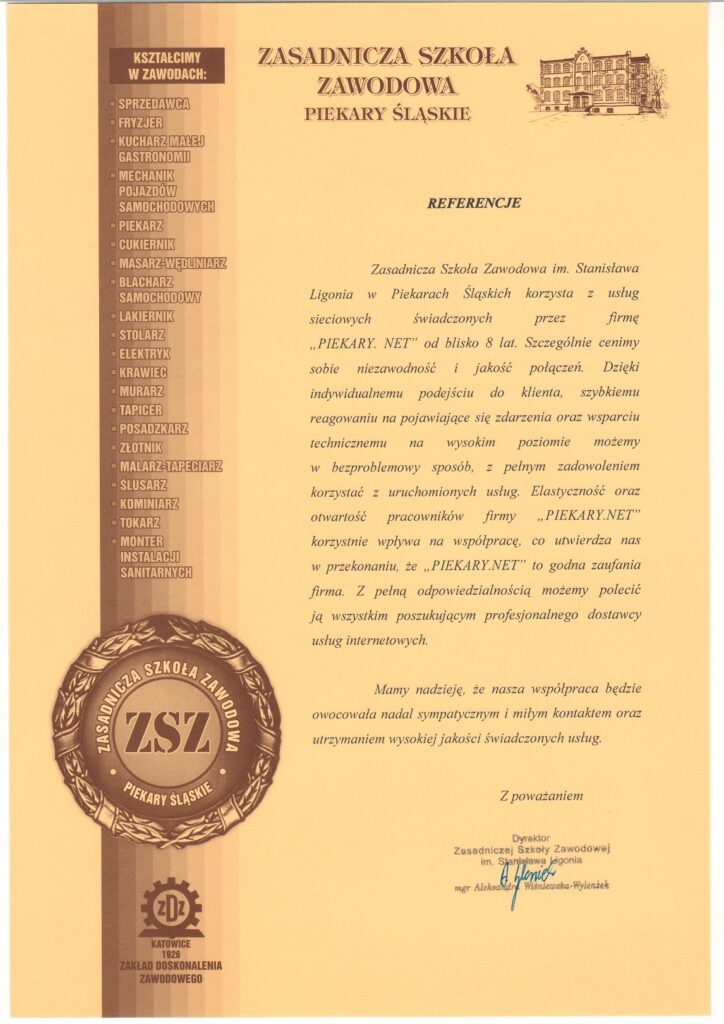 KSZTAŁCIMY
W ZAWODACH:
SPRZEDAWCA
FRYZJER
KUCHARZ MAŁEJ
GASTRONOMII
MECHANIK
POJAZDÓW
SAMOCHODOWYCH
PIEKARZ
CUKIERNIK
MASARZ-WĘDLINIARZ
BLACHARZ
SAMOCHODOWY
LAKIERNIK
STOLARZ
ELEKTRYK
KRAWIEC
MURARZ
TAPICER
POSADZKARZ
ZŁOTNIK
MALARZ-TAPECIARZ
ŚLUSARZ
KOMINIARZ
TOKARZ
MONTER
INSTALACJI
SANITARNYCH
ZASADNICZA SZKOŁA ZAWODOWA
ZSZ
PIEKARY ŚLĄSKIE
ZDZ
KATOWICE
1926
ZAKŁAD DOSKONALENIA
ZAWODOWEGO
ZASADNICZA SZKOŁA
ZAWODOWA
PIEKARY ŚLĄSKIE
REFERENCJE
Zasadnicza Szkoła Zawodowa im. Stanisława
Ligonia w Piekarach Śląskich korzysta z usług
sieciowych świadczonych przez firmę
„PIEKARY. NET” od blisko 8 lat. Szczególnie cenimy
sobie niezawodność i jakość połączeń. Dzięki
indywidualnemu podejściu do klienta, szybkiemu
reagowaniu na pojawiające się zdarzenia oraz wsparciu
technicznemu na wysokim poziomie możemy
w bezproblemowy sposób, z pełnym zadowoleniem
korzystać z uruchomionych usług. Elastyczność oraz
otwartość pracowników firmy „PIEKARY.NET”
korzystnie wpływa na współpracę, co utwierdza nas
w przekonaniu, że „PIEKARY.NET” to godna zaufania
firma. Z pełną odpowiedzialnością możemy polecić
ją wszystkim poszukującym profesjonalnego dostawcy
usług internetowych.
Mamy nadzieję, że nasza współpraca będzie
owocowała nadal sympatycznym i miłym kontaktem oraz
utrzymaniem wysokiej jakości świadczonych usług.
Z poważaniem
Dyrektor
Zasadniczej Szkoły Zawodowej
im. Stanisława Ligonia
mgr Aleksandra Wiśniewska-Wyleniek